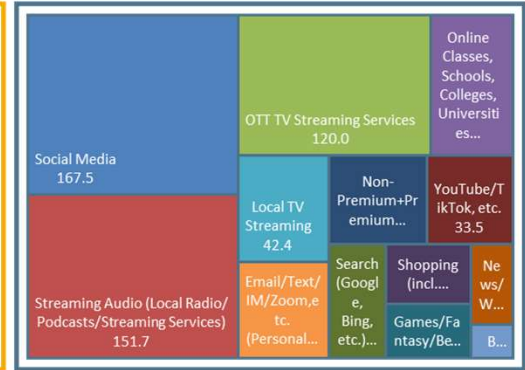 Social Media
167.5
Streaming Audio (Local Radio/
Podcasts/Streaming Services)
151.7
OTT TV Streaming Services
120.0
Online
Classes,
Schools,
Colleges,
Universiti
es...
Local TV
Streaming
42.4
Non-
Premium+Pr
emium...
YouTube/T
ikTok, etc.
33.5
Email/Text/
IM/Zoom,e
tc.
(Personal...
Search
(Googl
e,
Bing,
etc.)...
Shopping
(incl....
Ne
ws/
W...
Games/Fa
ntasy/Be...
B...